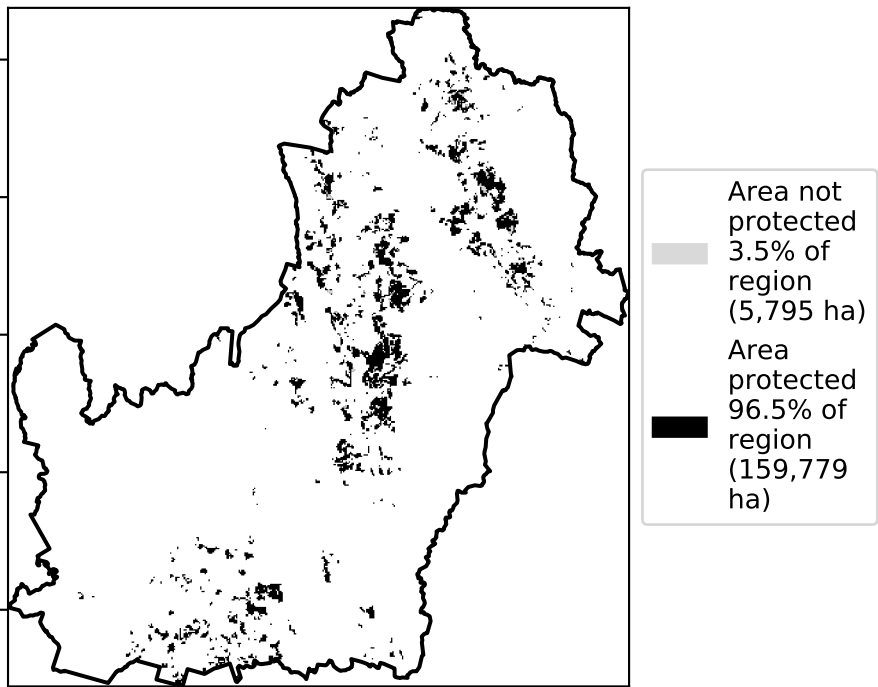 Area not
protected
3.5% of
region
(5,795 ha)
Area
protected
96.5% of
region
(159,779
ha)